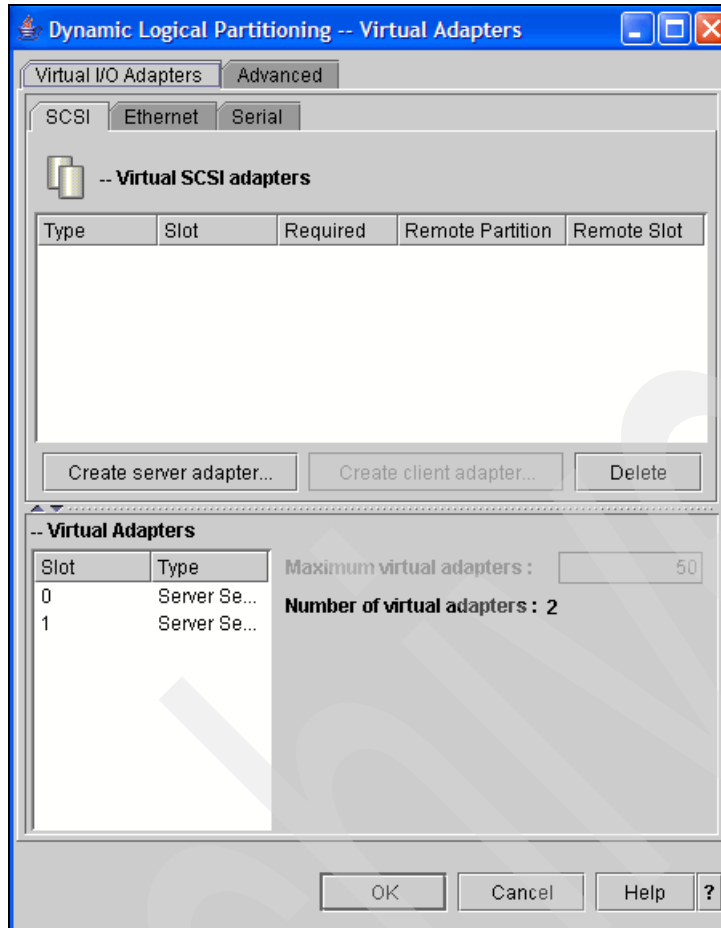 Dynamic Logical Partitioning -- Virtual Adapters
Virtual I/O Adapters Advanced
SCSI Ethernet Serial
-- Virtual SCSI adapters
Type Slot Required Remote Partition Remote Slot
Create server adapter... Create client adapter... Delete
-- Virtual Adapters
Slot Type Maximum virtual adapters : 50
0 Server Se...
Number of virtual adapters : 2
1 Server Se...
OK Cancel Help ?